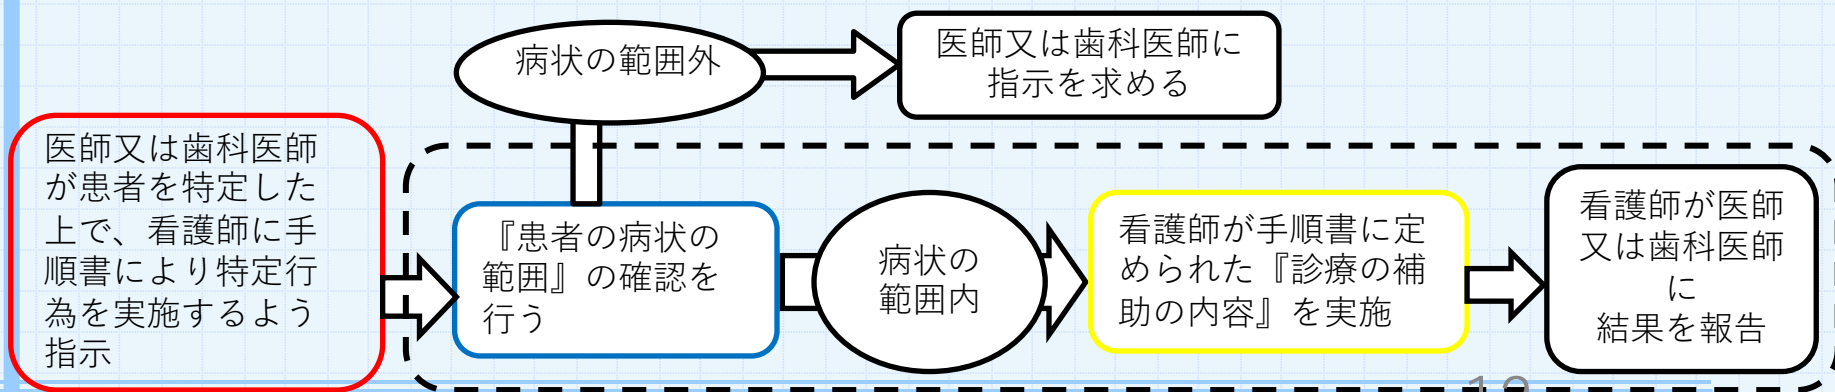 病状の範囲外
医師又は歯科医師に
指示を求める
医師又は歯科医師
が患者を特定した
上で、看護師に手
順書により特定行
為を実施するよう
指示
『患者の病状の
範囲』の確認を
行う
病状の
範囲内
看護師が手順書に定
められた『診療の補
助の内容』を実施
看護師が医師
又は歯科医師
に
結果を報告